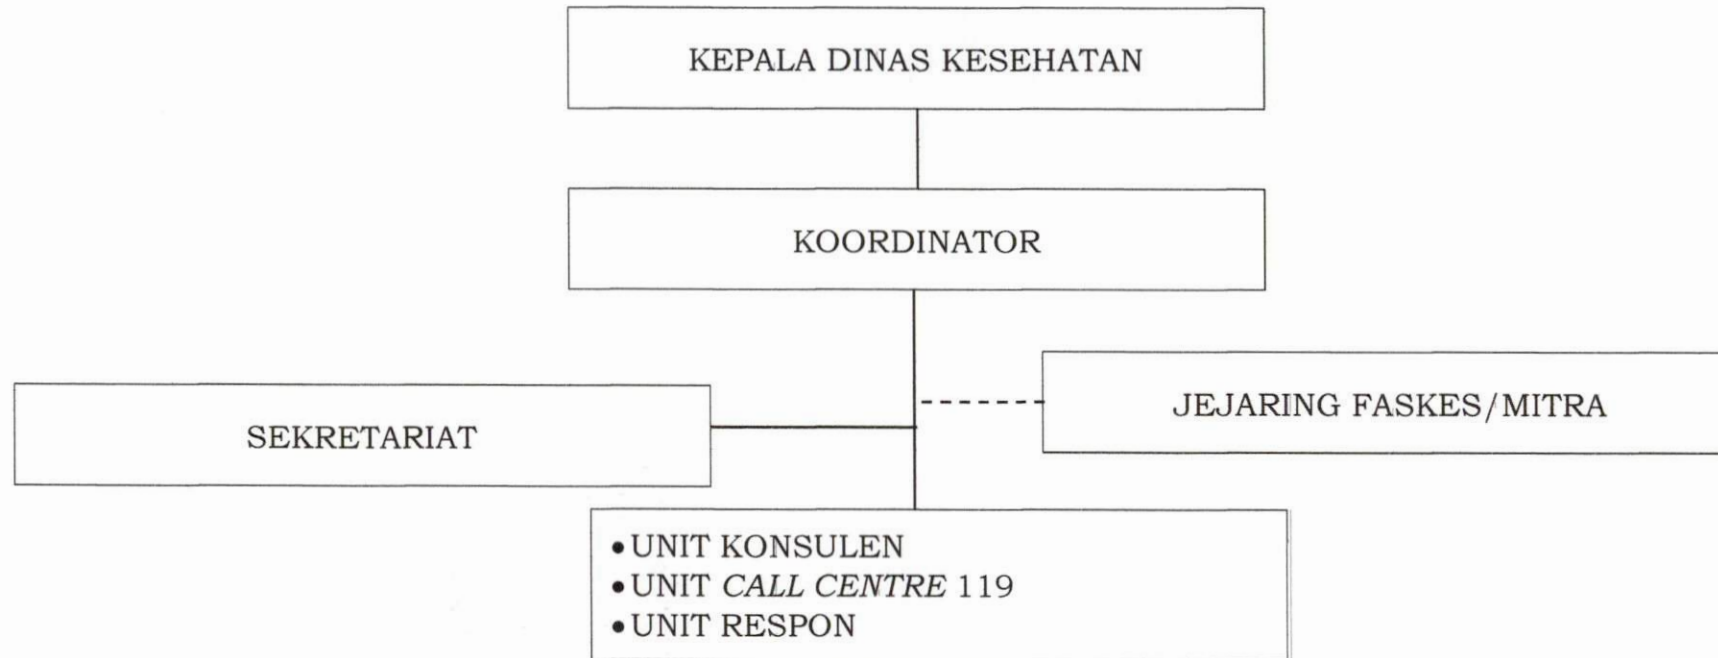 KEPALA DINAS KESEHATAN
KOORDINATOR
JEJARING FASKES/MITRA
SEKRETARIAT
• UNIT KONSULEN
• UNIT CALL CENTRE 119
• UNIT RESPON